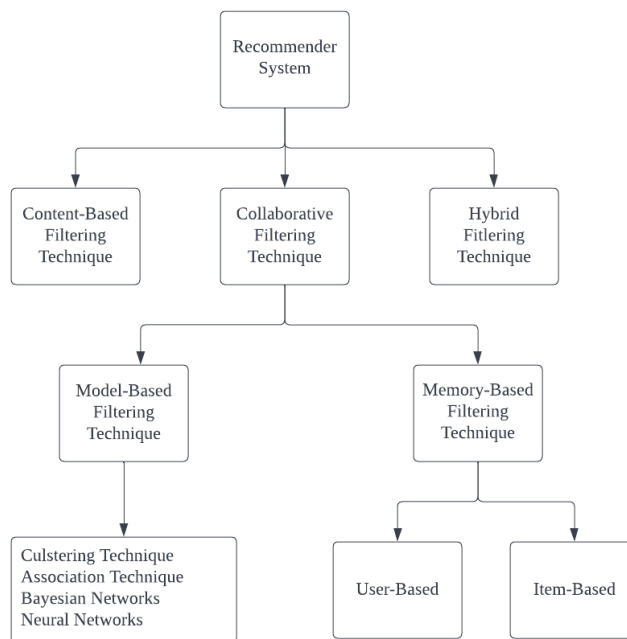 Recommender
System
Content-Based
Filtering
Technique
Collaborative
Filtering
Technique
Hybrid
Fitlering
Technique
Model-Based
Filtering
Technique
Memory-Based
Filtering
Technique
Culstering Technique
Association Technique
Bayesian Networks
Neural Networks
User-Based
Item-Based